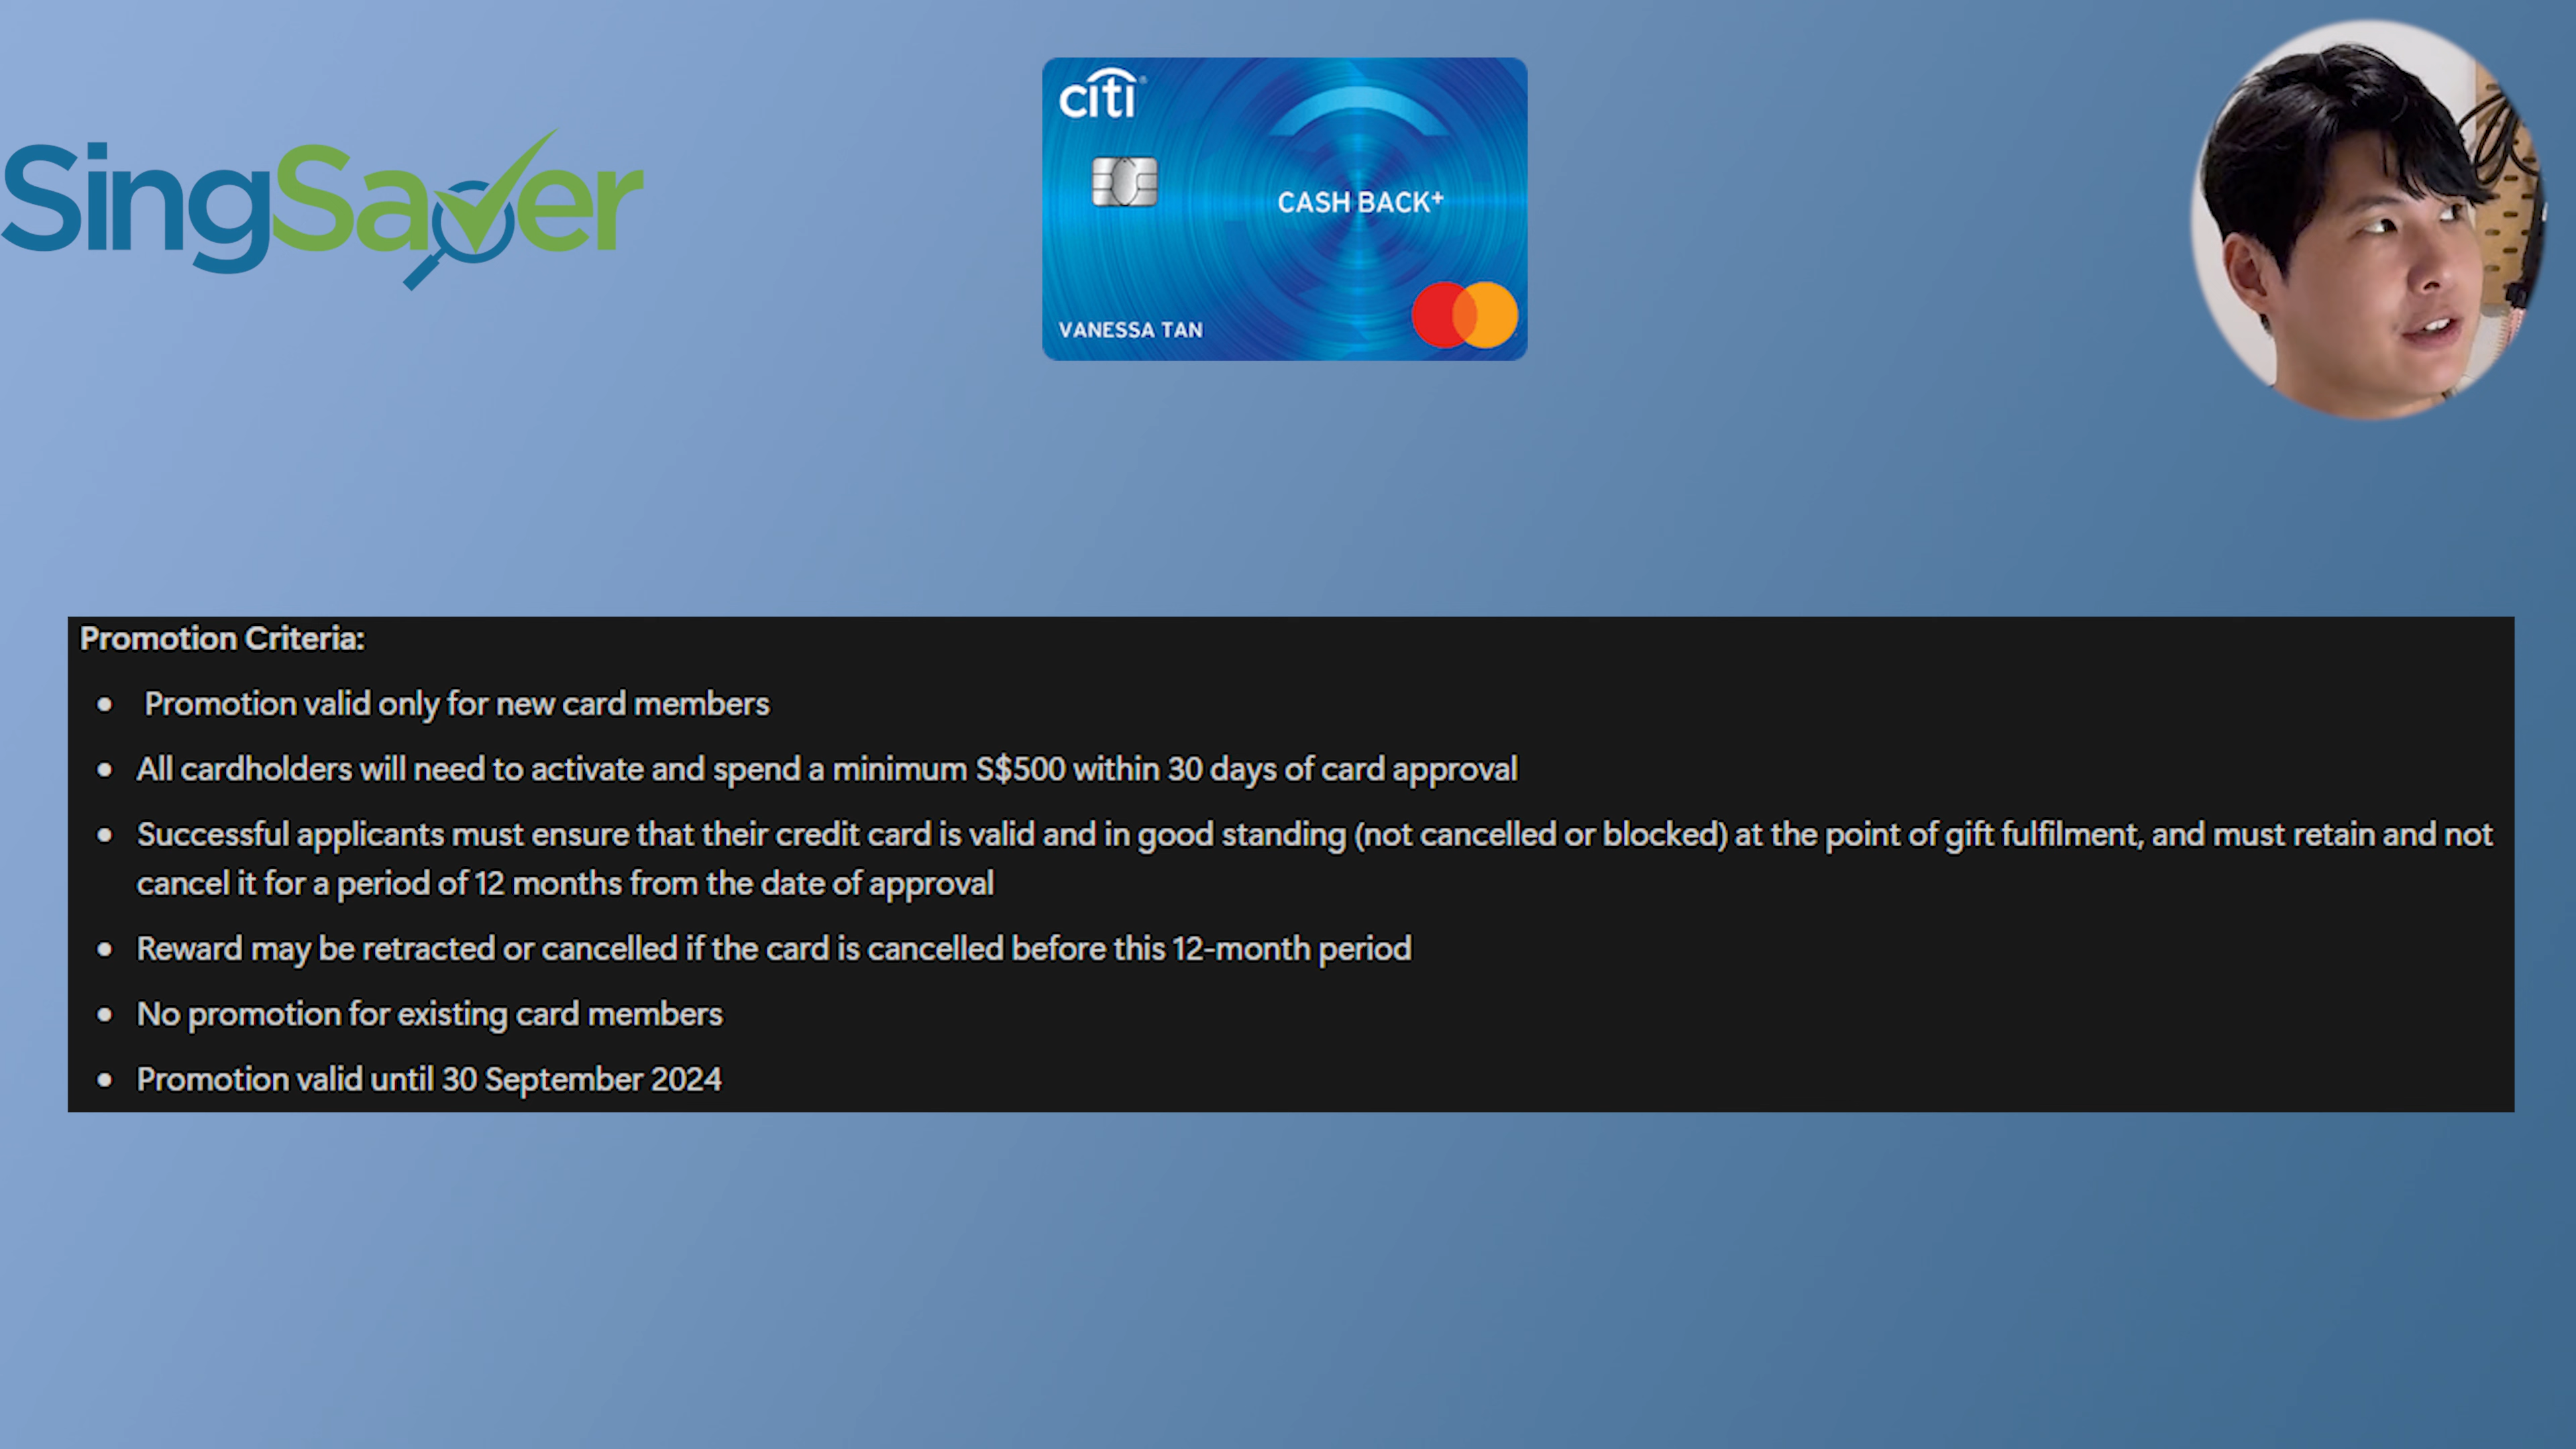 SingSaver
citi
CASH BACK+
VANESSA TAN
Promotion Criteria:
• Promotion valid only for new card members
• All cardholders will need to activate and spend a minimum S$500 within 30 days of card approval
• Successful applicants must ensure that their credit card is valid and in good standing (not cancelled or blocked) at the point of gift fulfilment, and must retain and not
cancel it for a period of 12 months from the date of approval
• Reward may be retracted or cancelled if the card is cancelled before this 12-month period
• No promotion for existing card members
• Promotion valid until 30 September 2024